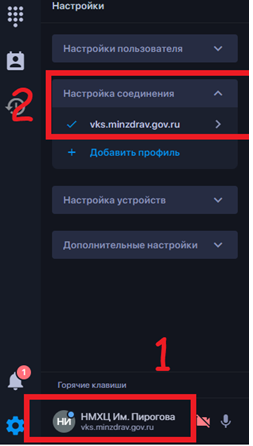 Настройки
Настройки пользователя
Настройка соединения
2
vks.minzdrav.gov.ru
+ Добавить профиль
Настройка устройств
Дополнительные настройки
1
1
Горячие клавиши
НИ
НМХЦ Им. Пирогова
vks.minzdrav.gov.ru